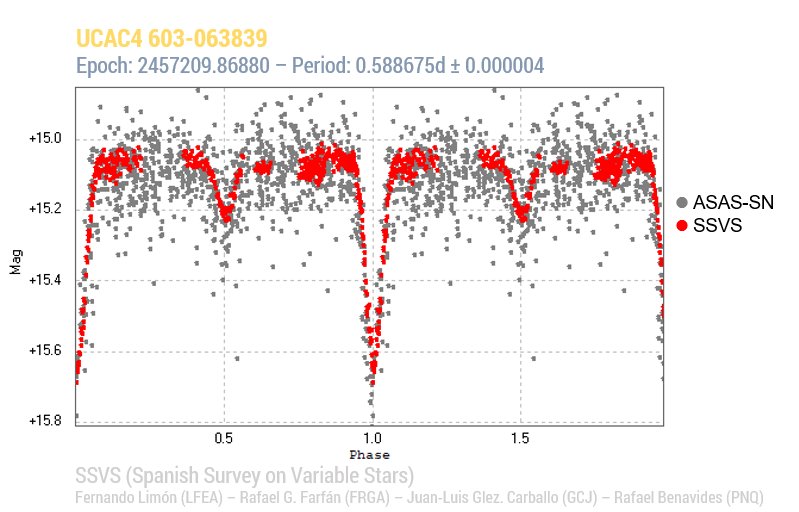 UCAC4 603-063839
Epoch: 2457209.86880 – Period: 0.588675d ± 0.000004
+15.0
+15.2
+15.4
+15.6
+15.8
Mag
0.5
1.0
1.5
Phase
ASAS-SN
SSVS
SSVS (Spanish Survey on Variable Stars)
Fernando Limón (LFEA) – Rafael G. Farfán (FRGA) – Juan-Luis Glez. Carballo (GCJ) – Rafael Benavides (PNQ)